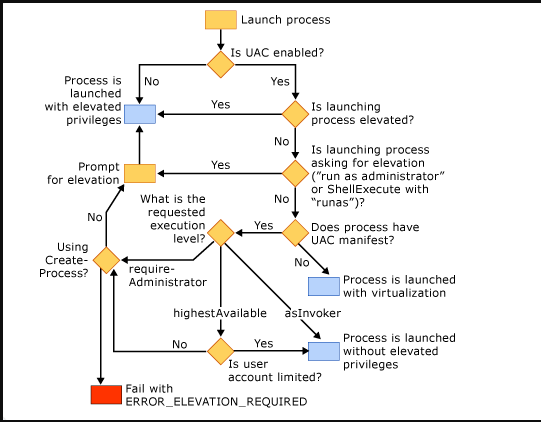 Launch process
Is UAC enabled?
No
Yes
Process is
launched
with elevated
privileges
Yes
Is launching
process elevated?
No
Prompt
for elevation
Yes
Is launching process
asking for elevation
("run as administrator"
or ShellExecute with
"runas")?
No
What is the
requested
execution
level?
Yes
Does process have
UAC manifest?
No
No
Using
Create-
Process?
require-
Administrator
Process is launched
with virtualization
highestAvailable
asInvoker
No
Yes
Process is launched
without elevated
privileges
Is user
account limited?
Fail with
ERROR_ELEVATION_REQUIRED